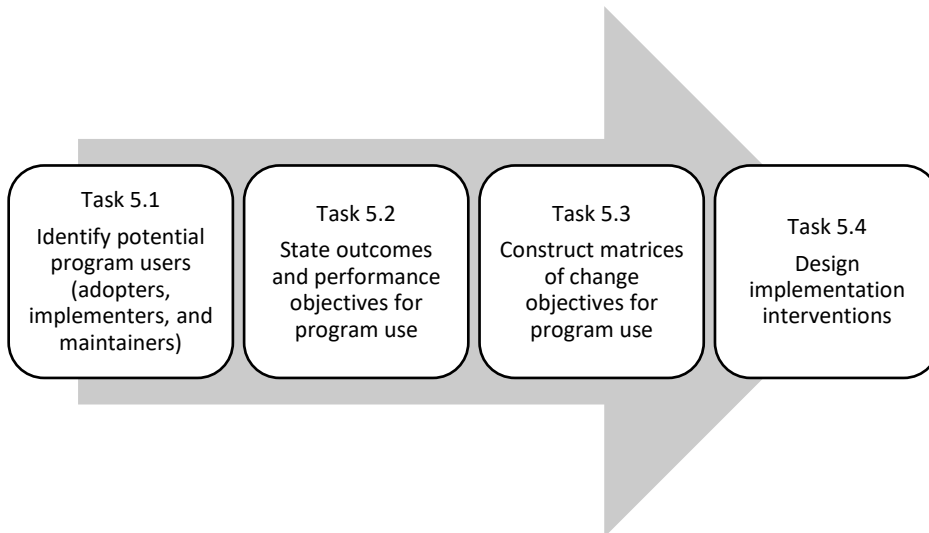 Task 5.1
Identify potential
program users
(adopters,
implementers, and
maintainers)
Task 5.2
State outcomes
and performance
objectives for
program use
Task 5.3
Construct matrices
of change
objectives for
program use
Task 5.4
Design
implementation
interventions